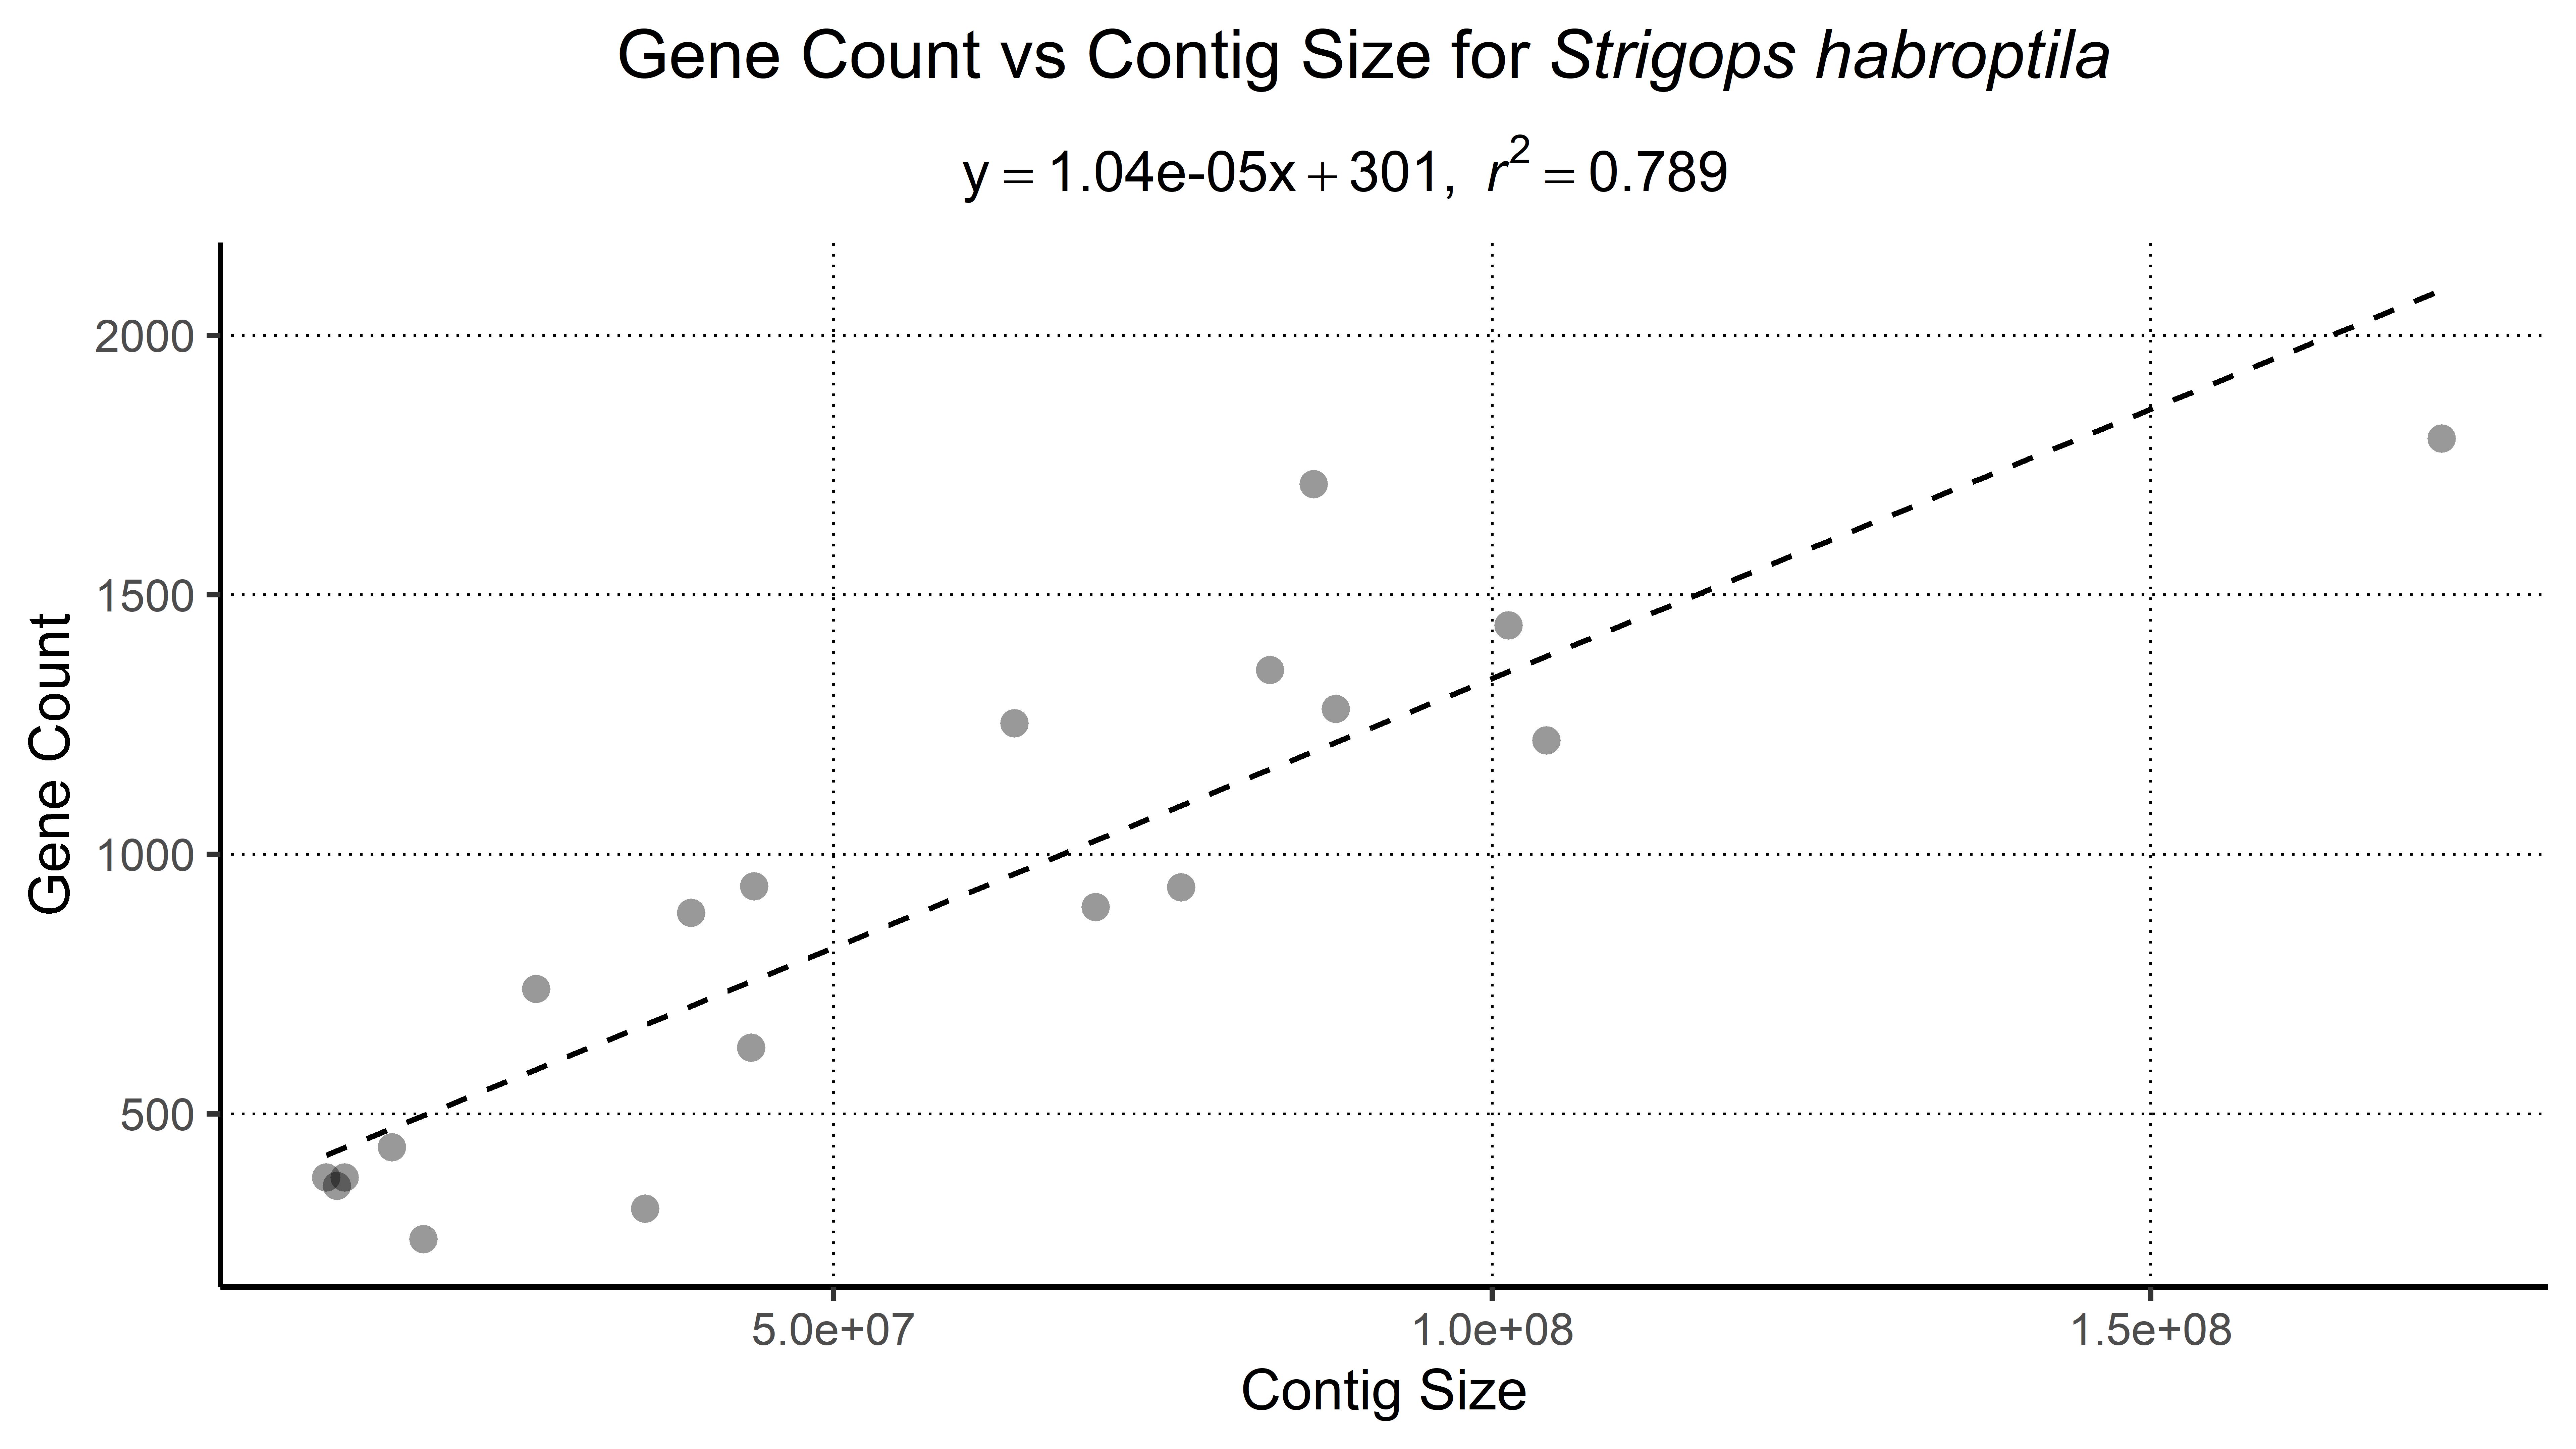 Gene Count vs Contig Size for Strigops habroptila
y = 1.04e-05x + 301, r² = 0.789
2000
1500
1000
500
Gene Count
5.0e+07 1.0e+08 1.5e+08
Contig Size